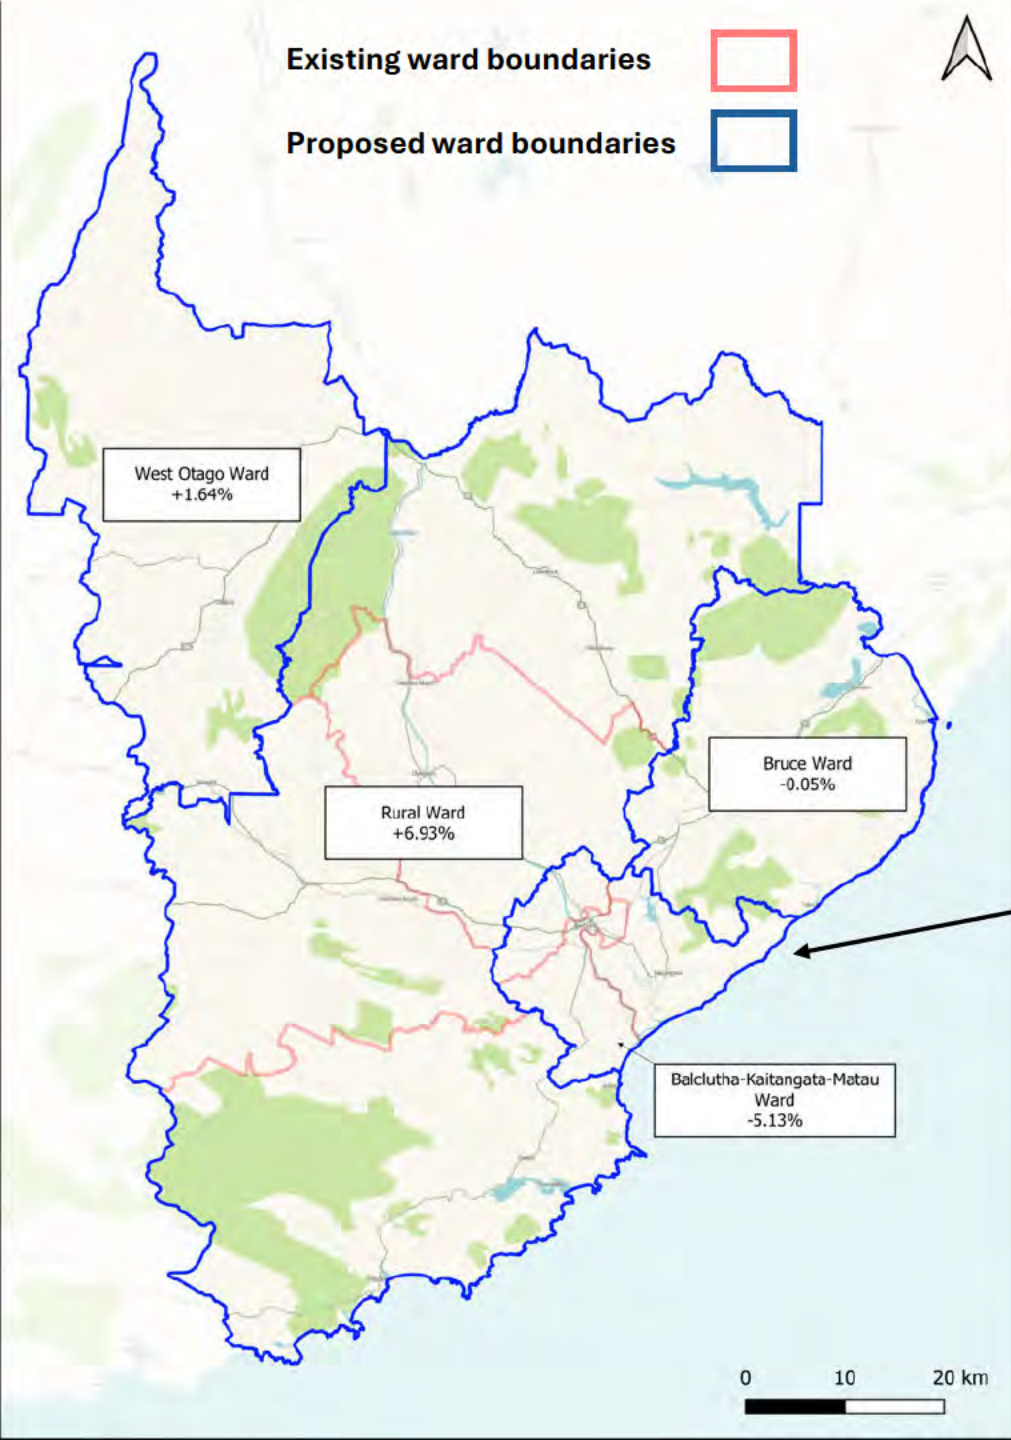 Existing ward boundaries
Proposed ward boundaries
West Otago Ward
+1.64%
Bruce Ward
-0.05%
Rural Ward
+6.93%
Balclutha-Kaitangata-Matau
Ward
-5.13%
0 10 20 km